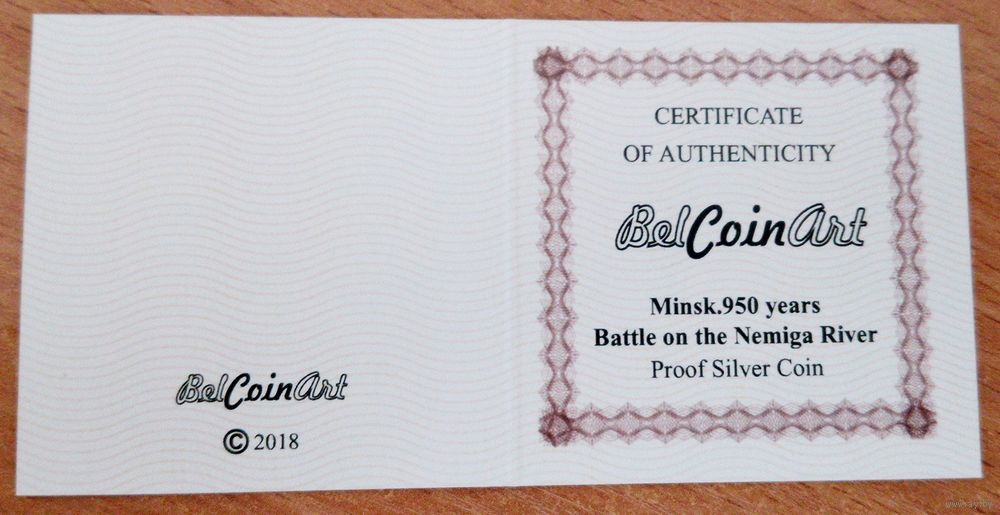 BelCoinArt
© 2018
CERTIFICATE
OF AUTHENTICITY
BelCoinArt
Minsk.950 years
Battle on the Nemiga River
Proof Silver Coin